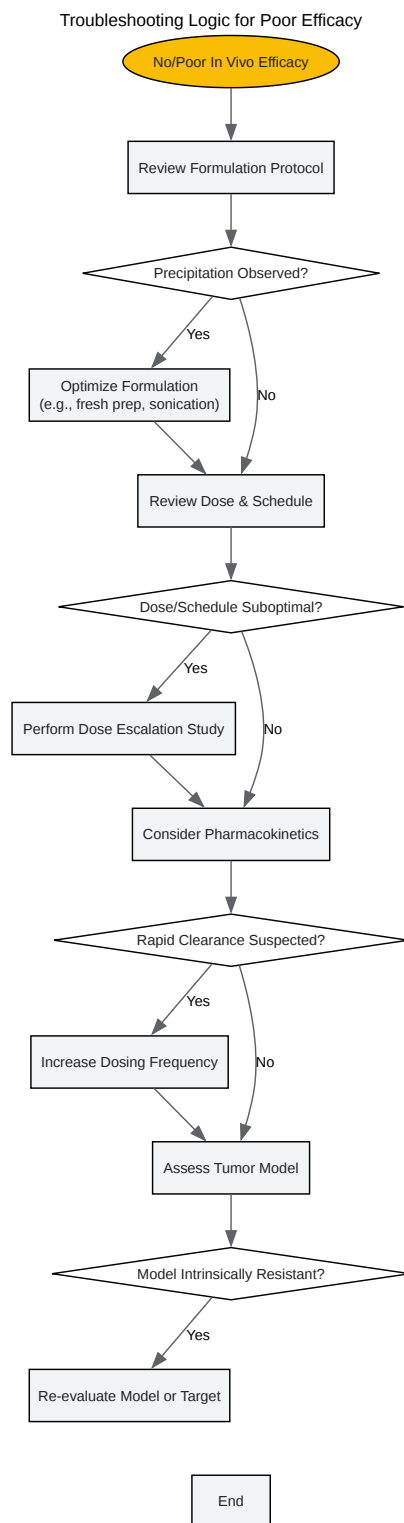 Troubleshooting Logic for Poor Efficacy
No/Poor In Vivo Efficacy
Review Formulation Protocol
Precipitation Observed?
Yes
Optimize Formulation
(e.g., fresh prep, sonication)
No
Review Dose & Schedule
Dose/Schedule Suboptimal?
Yes
Perform Dose Escalation Study
No
Consider Pharmacokinetics
Rapid Clearance Suspected?
Yes
Increase Dosing Frequency
No
Assess Tumor Model
Model Intrinsically Resistant?
Yes
Re-evaluate Model or Target
End